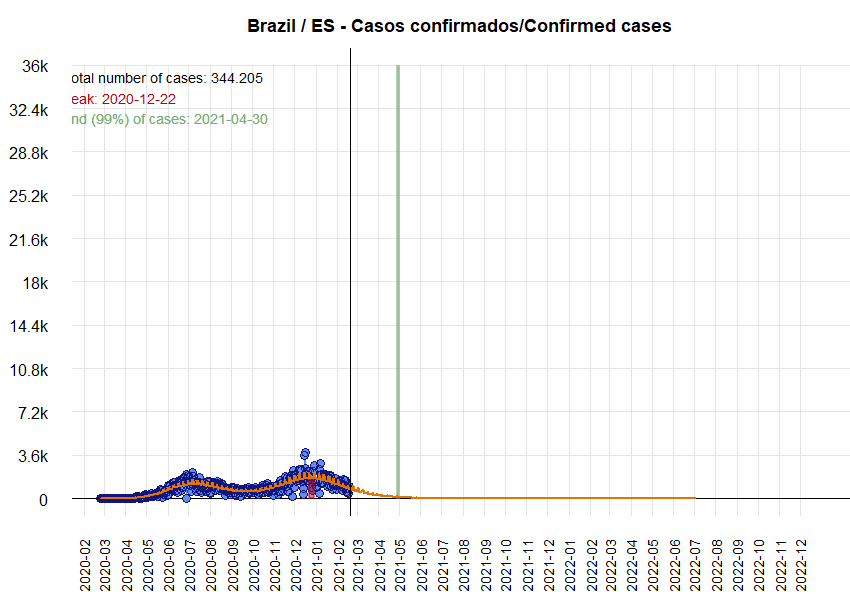 Brazil / ES - Casos confirmados/Confirmed cases
36k
otal number of cases: 344.205
eak: 2020-12-22
32.4k
nd (99%) of cases: 2021-04-30
28.8k
25.2k
21.6k
18k
14.4k
10.8k
7.2k
3.6k
0
2020-02
2020-03
2020-04
2020-05
2020-06
2020-07
2020-08
2020-09
2020-10
2020-11
2020-12
2021-01
2021-02
2021-03
2021-04
2021-05
2021-06
2021-07
2021-08
2021-09
2021-10
2021-11
2021-12
2022-01
2022-02
2022-03
2022-04
2022-05
2022-06
2022-07
2022-08
2022-09
2022-10
2022-11
2022-12